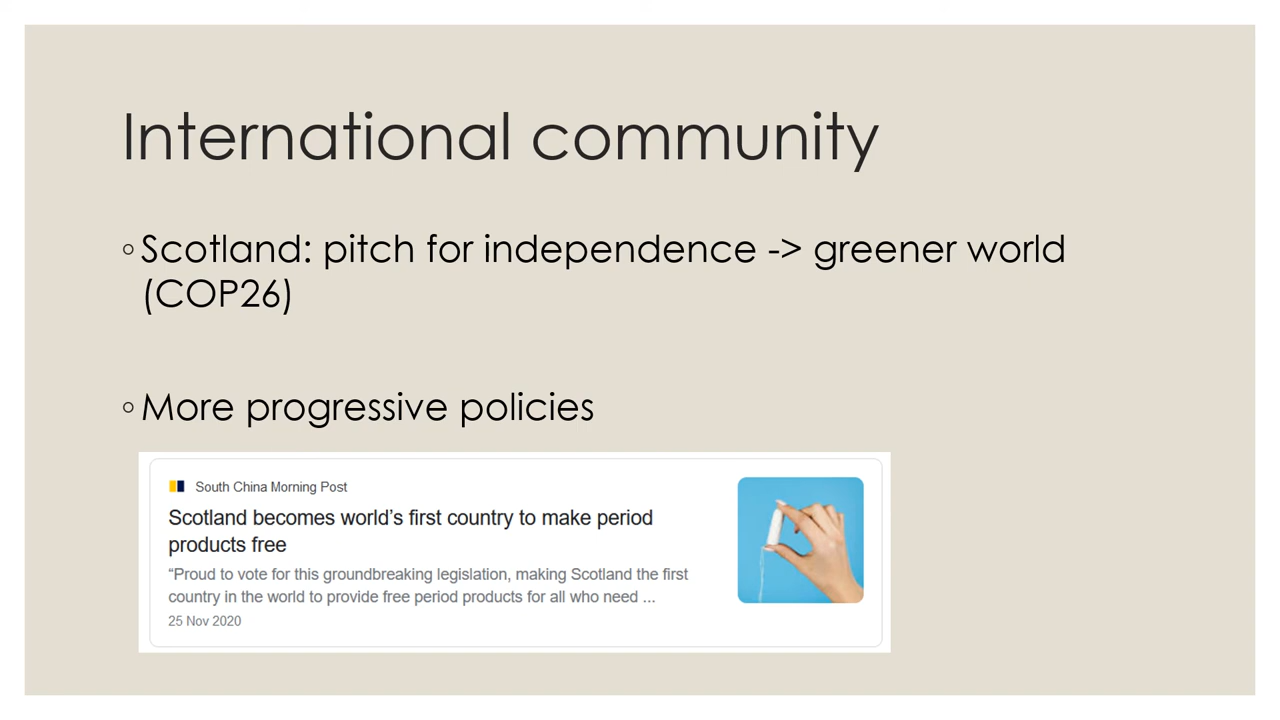 International community
◦ Scotland: pitch for independence -> greener world
(COP26)
◦ More progressive policies
South China Morning Post
Scotland becomes world’s first country to make period
products free
“Proud to vote for this groundbreaking legislation, making Scotland the first
country in the world to provide free period products for all who need ...
25 Nov 2020